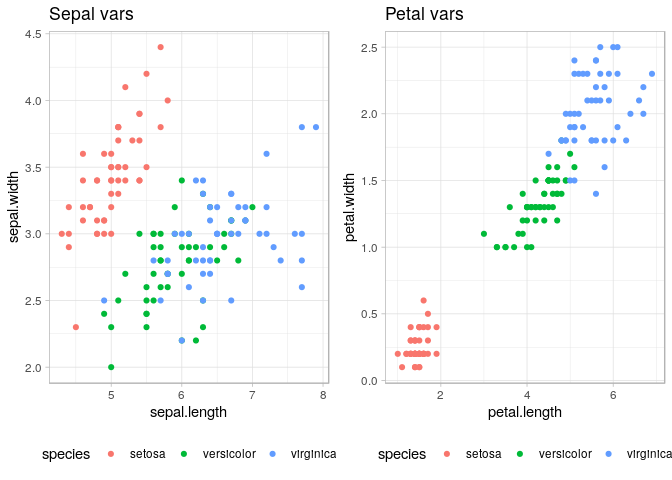 Sepal vars
4.5
4.0
3.5
3.0
2.5
2.0
sepal.width
5 6 7 8
sepal.length
species setosa versicolor virginica
Petal vars
2.5
2.0
1.5
1.0
0.5
0.0
petal.width
2 4 6
petal.length
species setosa versicolor virginica